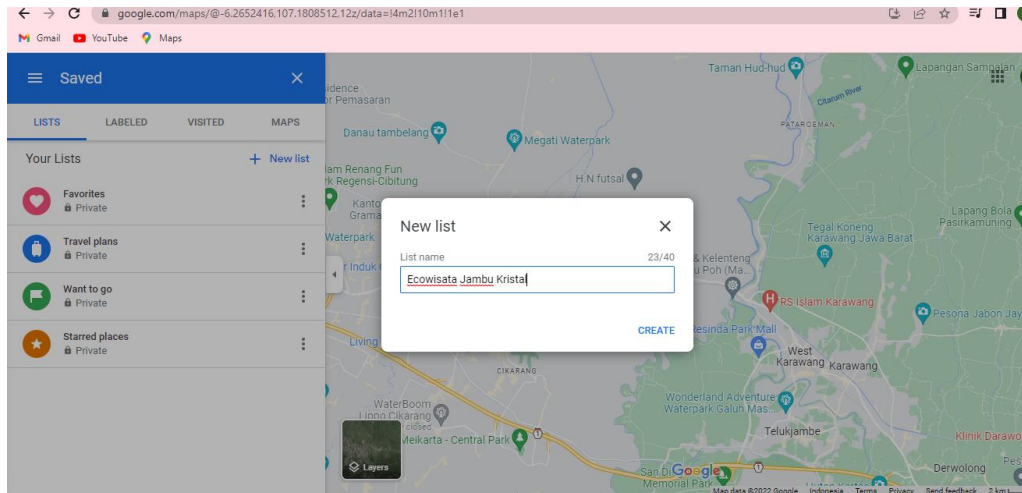 google.com/maps/@-6.2652416,107.1808512,12z/data=!4m2!10m1!1e1
Gmail YouTube Maps
Saved
LISTS LABELED VISITED MAPS
Your Lists + New list
Favorites
Private
Travel plans
Private
Want to go
Private
Starred places
Private
New list
List name 23/40
Ecowisata Jambu Kristal
CREATE
Taman Hud-hud
Lapangan Sampalan
Citarum River
PATAROEMAN
Danau tambelang
Megati Waterpark
H.N futsal
Lapang Bola
Pasirkamuning
Tegal Koneng
Karawang Jawa Barat
RS Islam Karawang
Pesona Jabon Jay
Resinda Park Mall
West
Karawang
Karawang
Living
CIKARANG
WaterBoom
Lippo Cikarang
Wonderland Adventure
Waterpark Galuh Mas...
Telukjambe
Meikarta - Central Park
Klinik Darawo
Derwolong
San Di
Memorial Park
Layers
Google
Map data ©2022 Google Indonesia Terms Privacy Send feedback 2 km